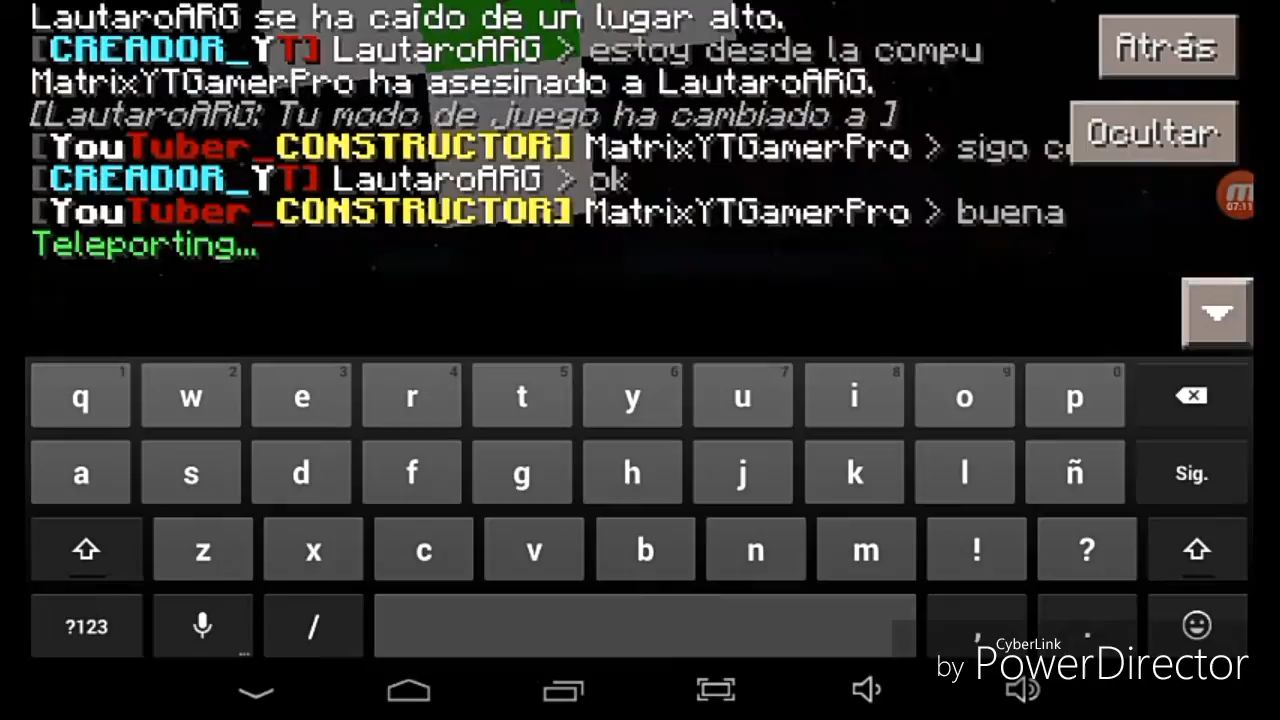 LautaroARG se ha caído de un lugar alto.
[CREADOR_YT] LautaroARG > estoy desde la compu
MatrixYTGamerPro ha asesinado a LautaroARG.
[LautaroARG: Tu modo de juego ha cambiado a ]
[YouTuber_CONSTRUCTOR] MatrixYTGamerPro > sigo
[CREADOR_YT] LautaroARG > ok
[YouTuber_CONSTRUCTOR] MatrixYTGamerPro > buena
Teleporting...
Atrás
Ocultar
07:11
q 1 w 2 e 3 r 4 t 5 y 6 u 7 i 8 o 9 p 0
a s d f g h j k l ñ Sig.
z x c v b n m ! ?
?123 / , .
CyberLink
by PowerDirector